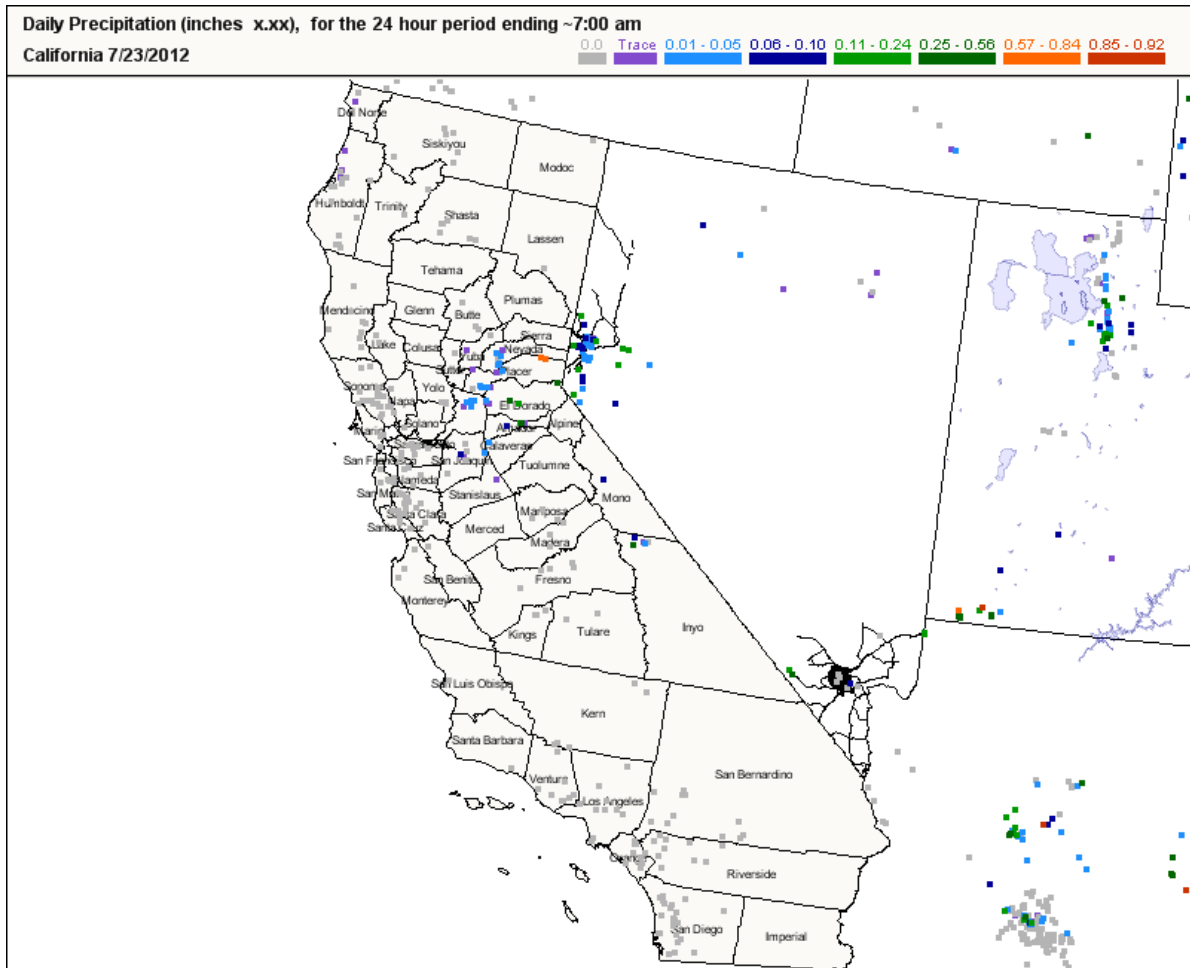 Daily Precipitation (inches x.xx), for the 24 hour period ending ~7:00 am
California 7/23/2012
0.0 Trace 0.01 - 0.05 0.06 - 0.10 0.11 - 0.24 0.25 - 0.56 0.57 - 0.84 0.85 - 0.92
Del Norte
Siskiyou
Modoc
Humboldt
Trinity
Shasta
Lassen
Tehama
Plumas
Mendocino
Glenn
Butte
Sierra
Lake
Colusa
Yuba
Nevada
Placer
Sonoma
Yolo
Napa
El Dorado
Solano
Marin
Alpine
Calaveras
San Francisco
San Joaquin
Tuolumne
Alameda
San Mateo
Stanislaus
Mono
Santa Clara
Mariposa
Santa Cruz
Merced
Madera
San Benito
Fresno
Monterey
Kings
Tulare
Inyo
San Luis Obispo
Kern
Santa Barbara
San Bernardino
Ventura
Los Angeles
Orange
Riverside
San Diego
Imperial